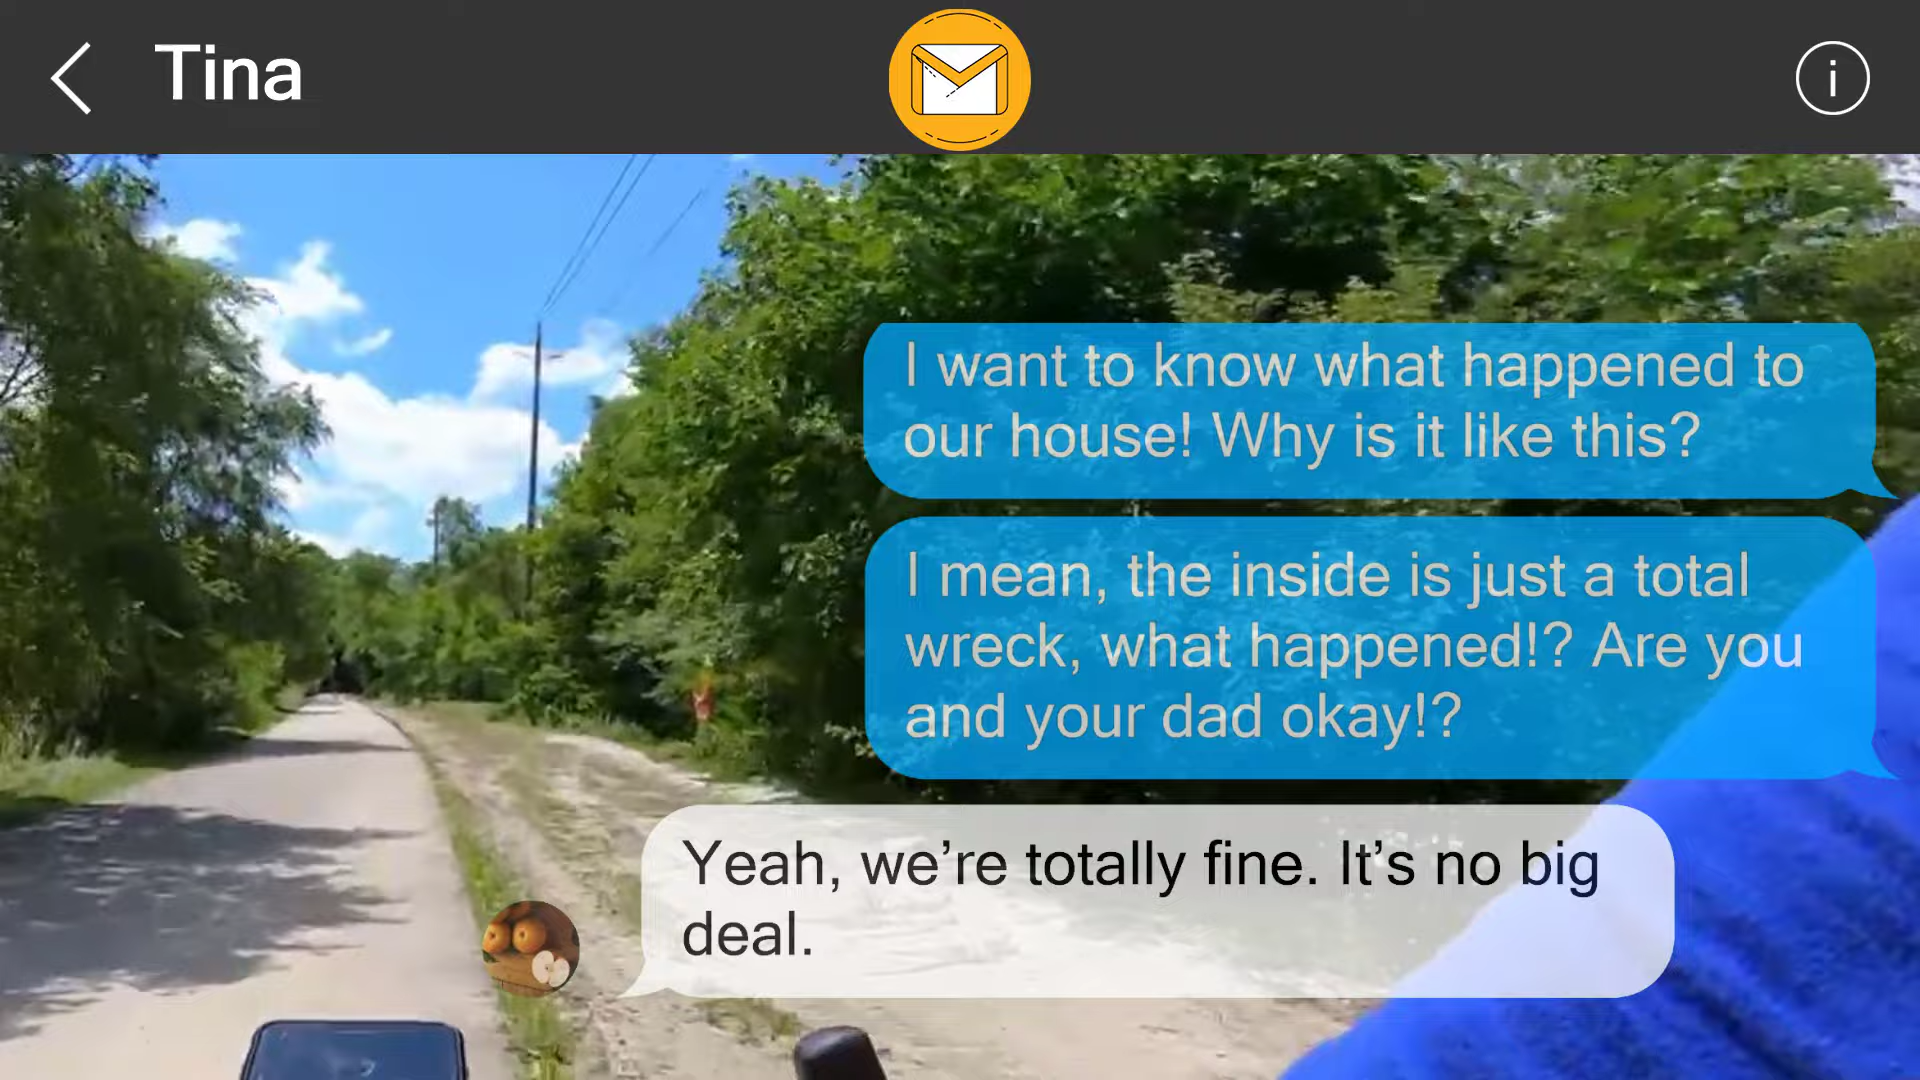 Tina
I want to know what happened to
our house! Why is it like this?
I mean, the inside is just a total
wreck, what happened!? Are you
and your dad okay!?
Yeah, we’re totally fine. It’s no big
deal.